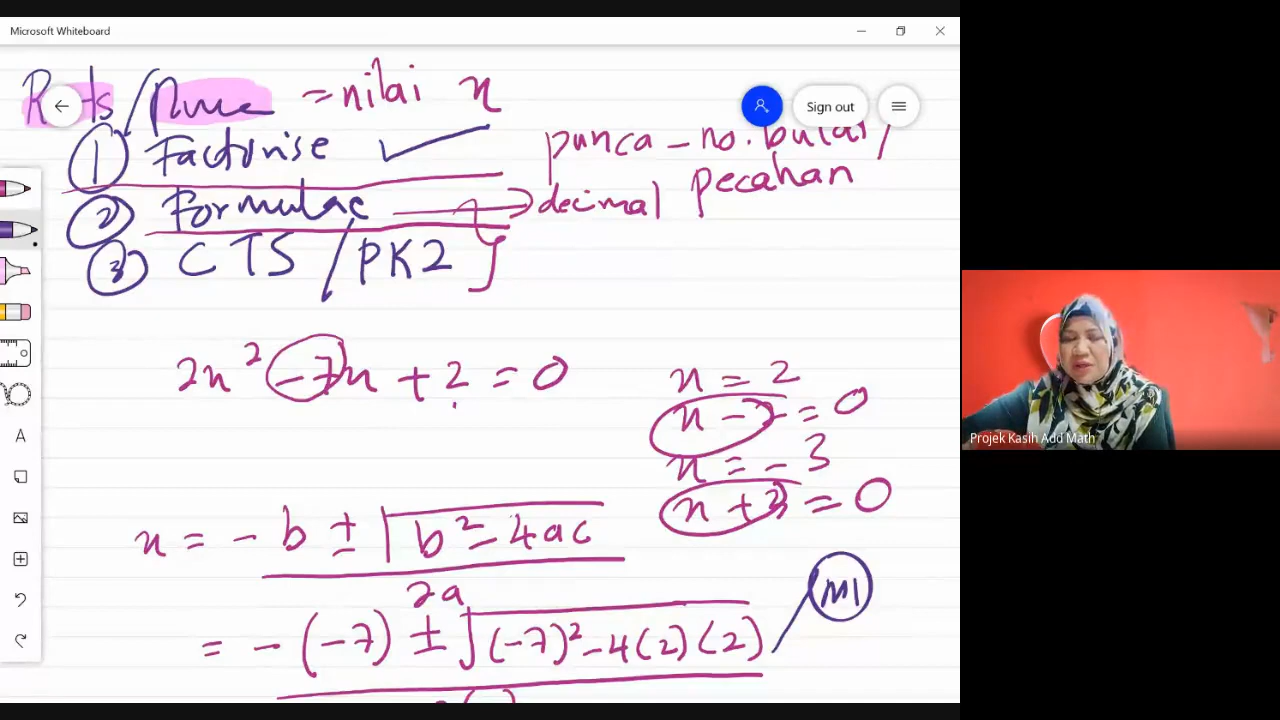 Microsoft Whiteboard
Roots / Punca = nilai x
① Factorise ✓
punca - no. bulat /
pecahan
② Formulae → decimal
③ CTS / PK2
Sign out
2x² - 7x + 2 = 0
x = 2
x - 2 = 0
x = - 3
x + 3 = 0
x = - b ± √b² - 4ac
2a
M1
= - (-7) ± √(-7)² - 4(2)(2)
A
Projek Kasih Add Math